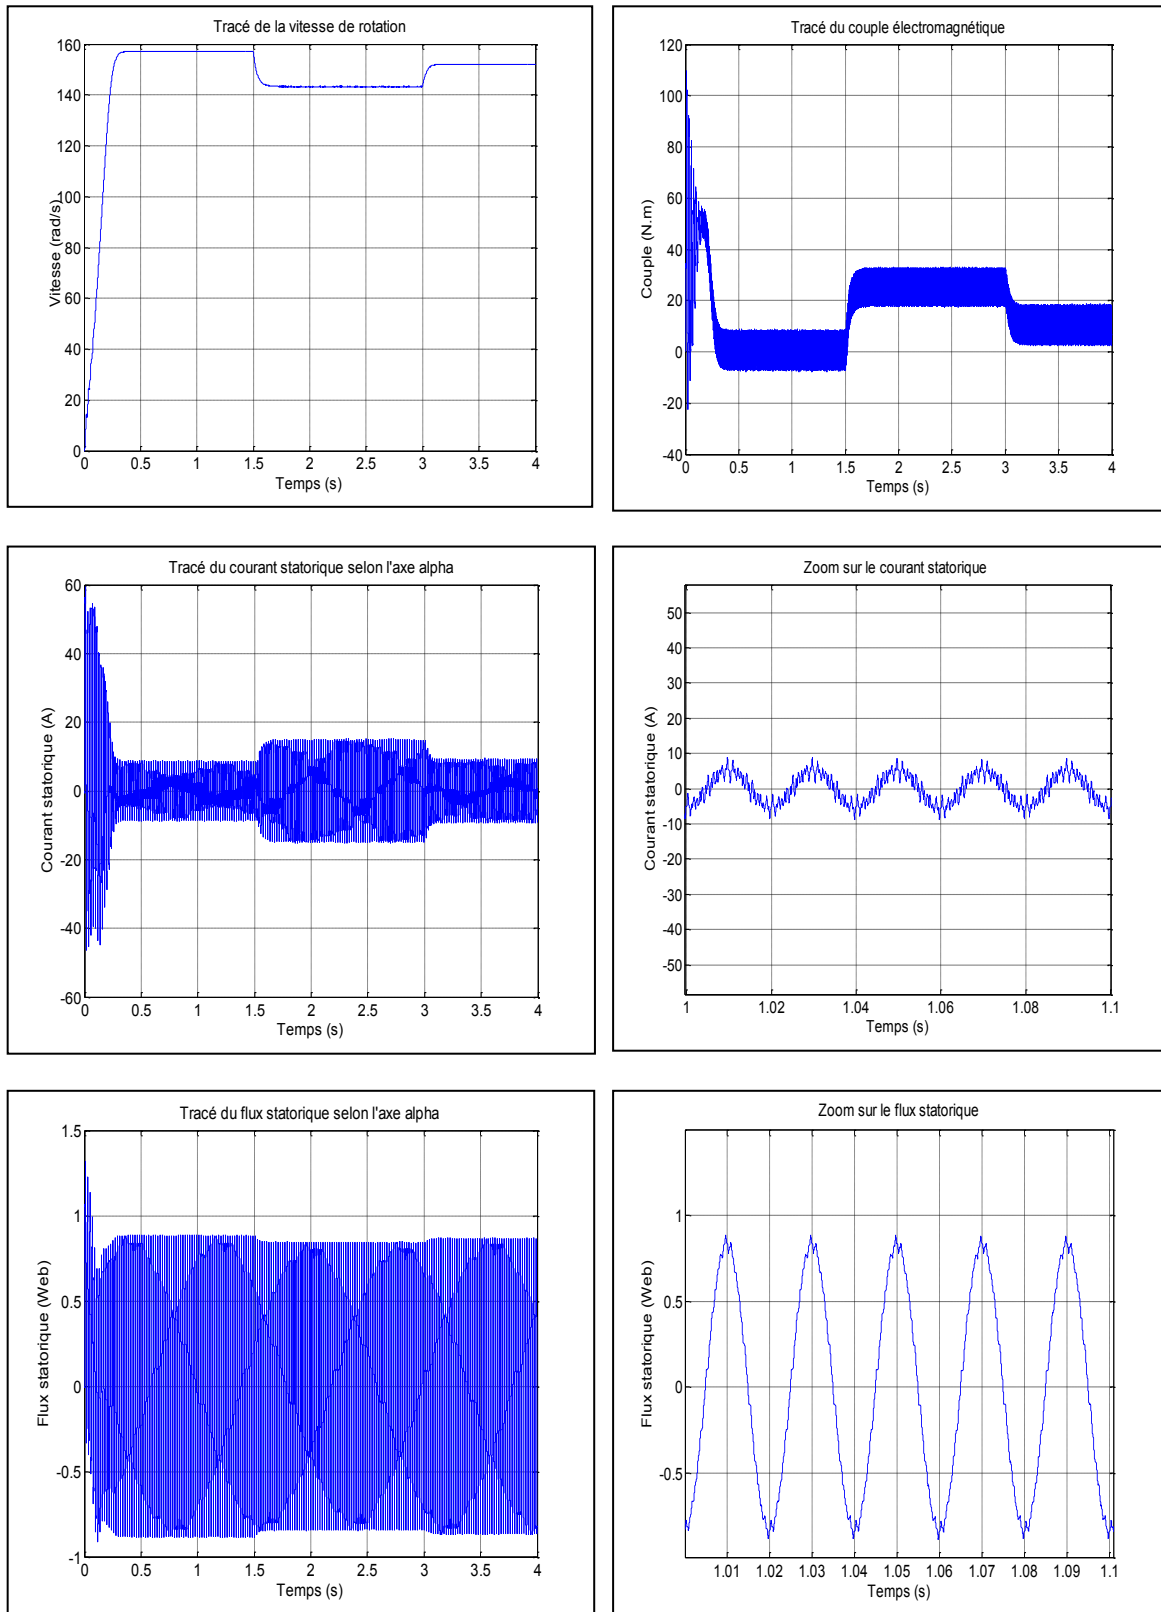 Tracé de la vitesse de rotation
160
140
120
100
80
60
40
20
0
Vitesse (rad/s)
0 0.5 1 1.5 2 2.5 3 3.5 4
Temps (s)
Tracé du couple électromagnétique
120
100
80
60
40
20
0
-20
-40
Couple (N.m)
0 0.5 1 1.5 2 2.5 3 3.5 4
Temps (s)
Tracé du courant statorique selon l'axe alpha
60
40
20
0
-20
-40
-60
Courant statorique (A)
0 0.5 1 1.5 2 2.5 3 3.5 4
Temps (s)
Zoom sur le courant statorique
50
40
30
20
10
0
-10
-20
-30
-40
-50
Courant statorique (A)
1 1.02 1.04 1.06 1.08 1.1
Temps (s)
Tracé du flux statorique selon l'axe alpha
1.5
1
0.5
0
-0.5
-1
Flux statorique (Web)
0 0.5 1 1.5 2 2.5 3 3.5 4
Temps (s)
Zoom sur le flux statorique
1
0.5
0
-0.5
Flux statorique (Web)
1.01 1.02 1.03 1.04 1.05 1.06 1.07 1.08 1.09 1.1
Temps (s)